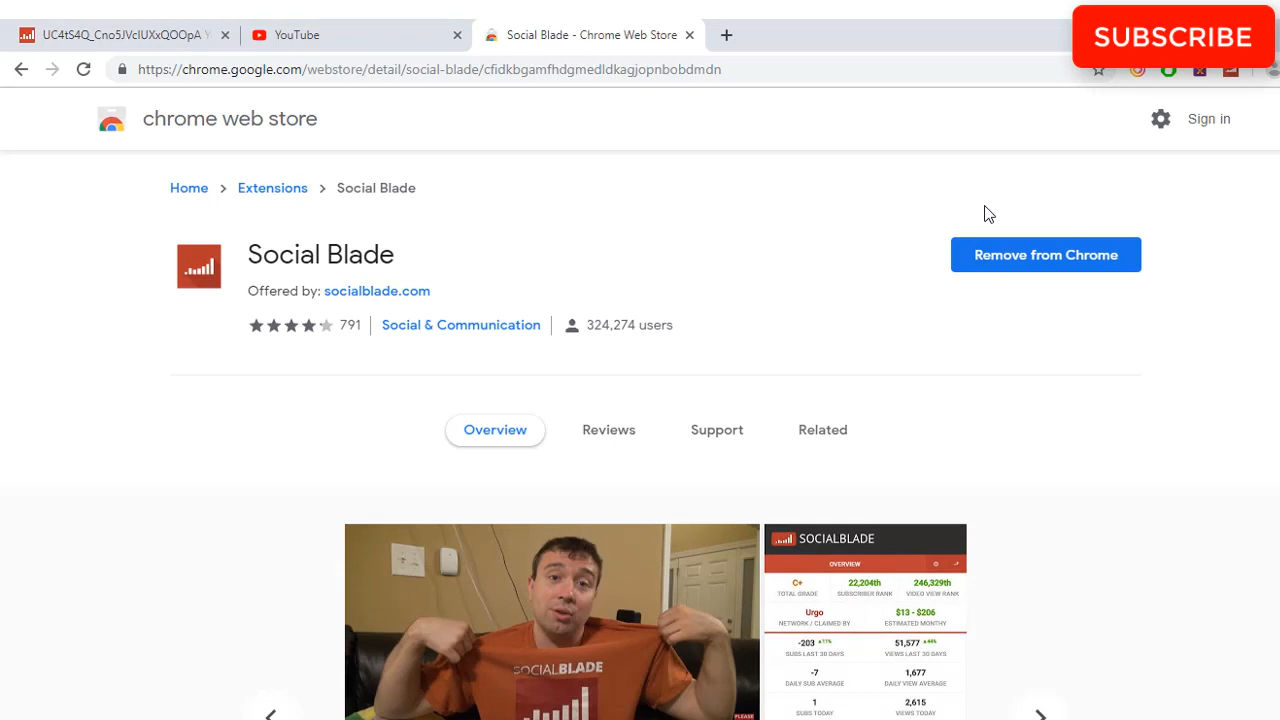 UC4tS4Q_Cno5JVcIUXxQOOpA Y
YouTube
Social Blade - Chrome Web Store
SUBSCRIBE
https://chrome.google.com/webstore/detail/social-blade/cfidkbgamfhdgmedldkagjopnbobdmdn
chrome web store
Sign in
Home > Extensions > Social Blade
Social Blade
Remove from Chrome
Offered by: socialblade.com
791 | Social & Communication | 324,274 users
Overview Reviews Support Related
SOCIALBLADE
PLEASE
SOCIALBLADE
OVERVIEW
C+ 22,204th 246,329th
TOTAL GRADE SUBSCRIBER RANK VIDEO VIEW RANK
Urgo $13 - $206
NETWORK / CLAIMED BY ESTIMATED MONTHY
-203 ▲11% 51,577 ▲44%
SUBS LAST 30 DAYS VIEWS LAST 30 DAYS
-7 1,677
DAILY SUB AVERAGE DAILY VIEW AVERAGE
1 2,615
SUBS TODAY VIEWS TODAY